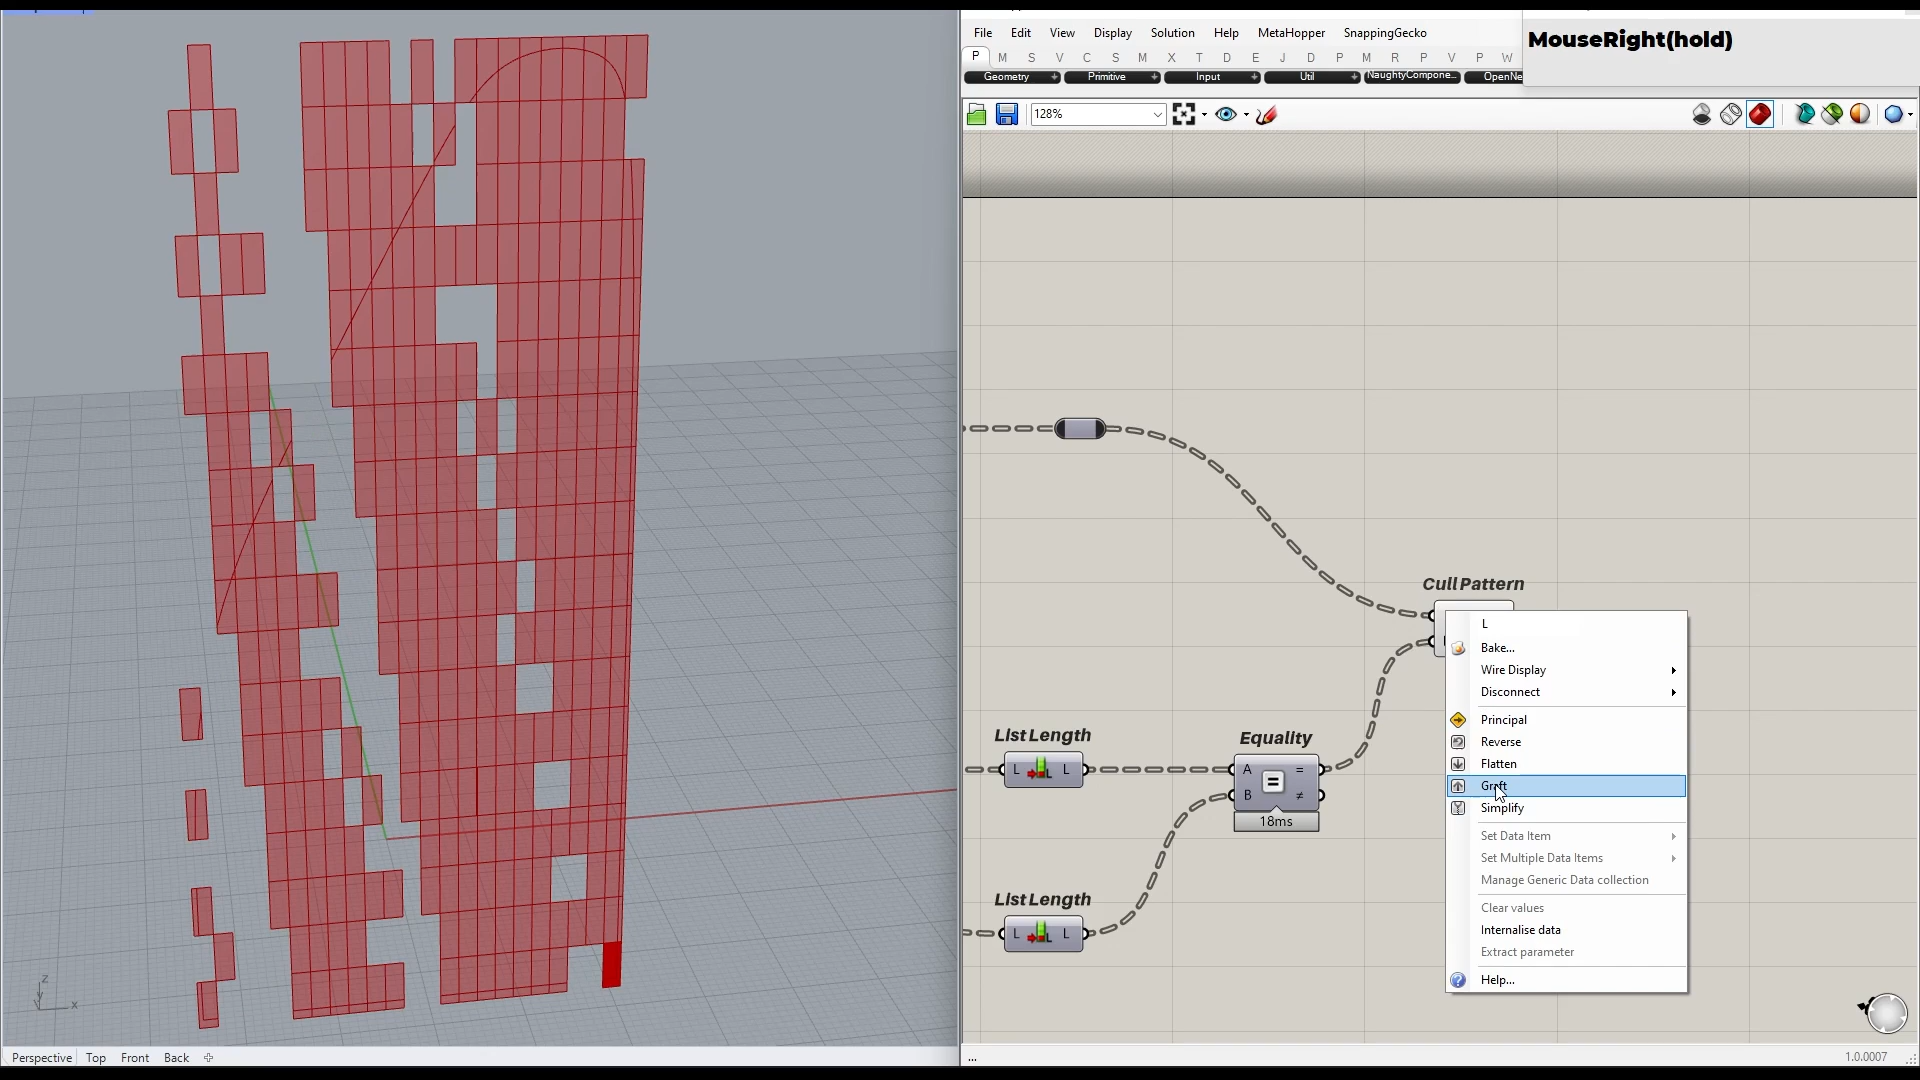 MouseRight(hold)
File Edit View Display Solution Help MetaHopper SnappingGecko
P M S V C S M X T D E J D P M R P V P W
Geometry Primitive Input Util NaughtyCompone... OpenNe
128%
Cull Pattern
L
Bake...
Wire Display
Disconnect
Principal
Reverse
Flatten
Graft
Simplify
Set Data Item
Set Multiple Data Items
Manage Generic Data collection
Clear values
Internalise data
Extract parameter
Help...
List Length
L L
Equality
A =
B ≠
18ms
List Length
L L
z
x
Perspective Top Front Back
...
1.0.0007